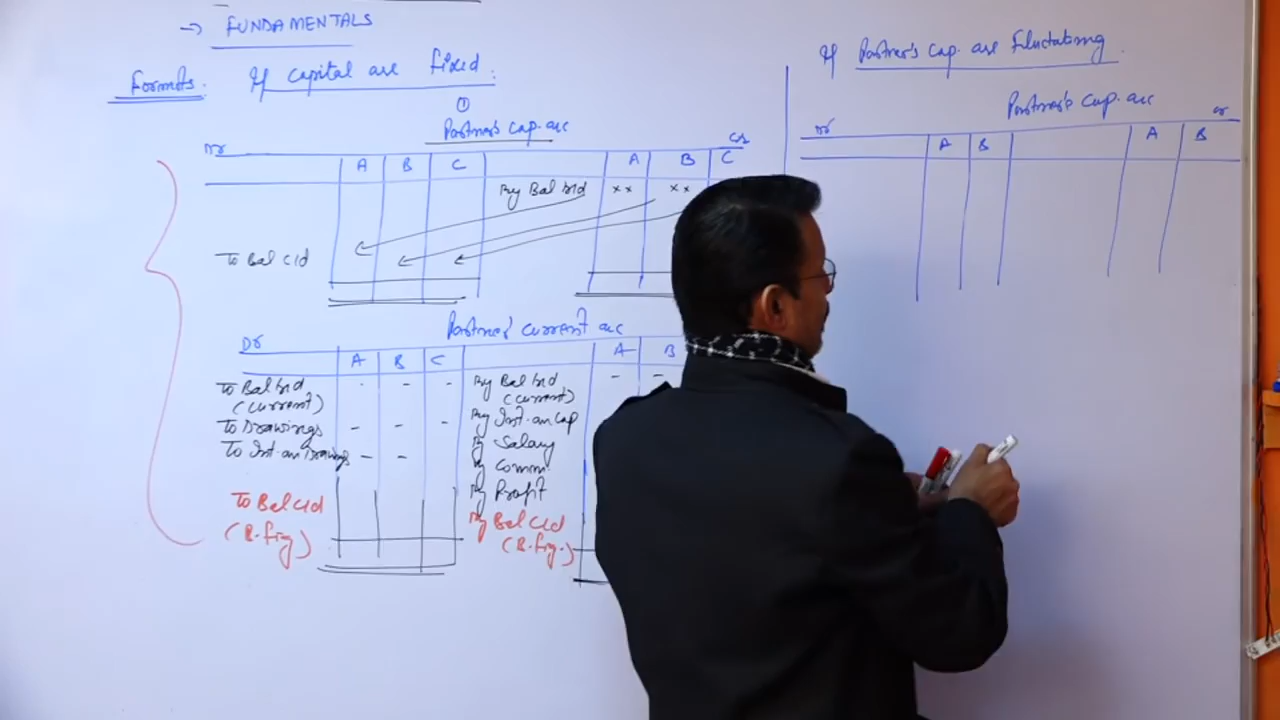 → FUNDAMENTALS
Formats. If capital are fixed.
①
Partner's cap. a/c
Dr Cr
A B C A B C
By Bal b/d xx xx
To Bal c/d
Partner's current a/c
Dr
A B C A B
To Bal b/d - - - By Bal b/d - -
(current) (current)
To Drawings - - - By Int. on Cap
To Int. on Drawings - - By Salary
By Comm.
By Profit
To Bal c/d By Bal c/d
(B.fig) (B.fig.)
If Partner's Cap. are Fluctating.
Partner's Cap. a/c
Dr Cr
A B A B